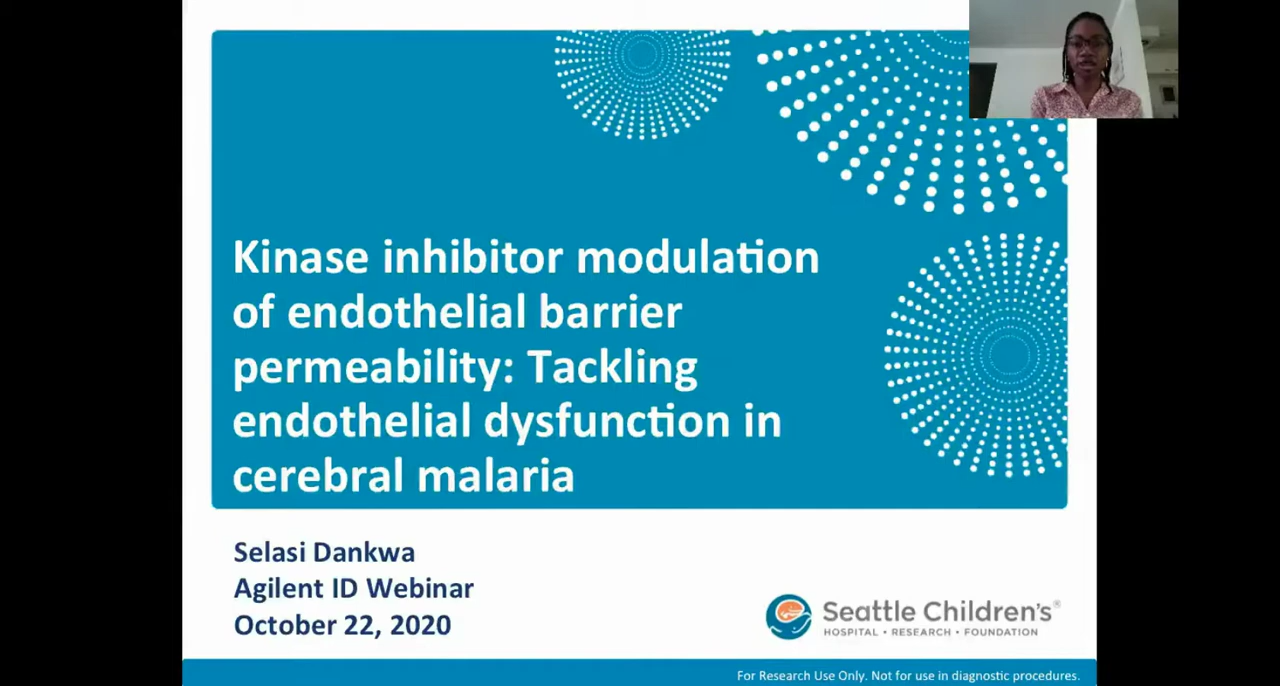 Kinase inhibitor modulation
of endothelial barrier
permeability: Tackling
endothelial dysfunction in
cerebral malaria
Selasi Dankwa
Agilent ID Webinar
October 22, 2020
Seattle Children's®
HOSPITAL • RESEARCH • FOUNDATION
For Research Use Only. Not for use in diagnostic procedures.